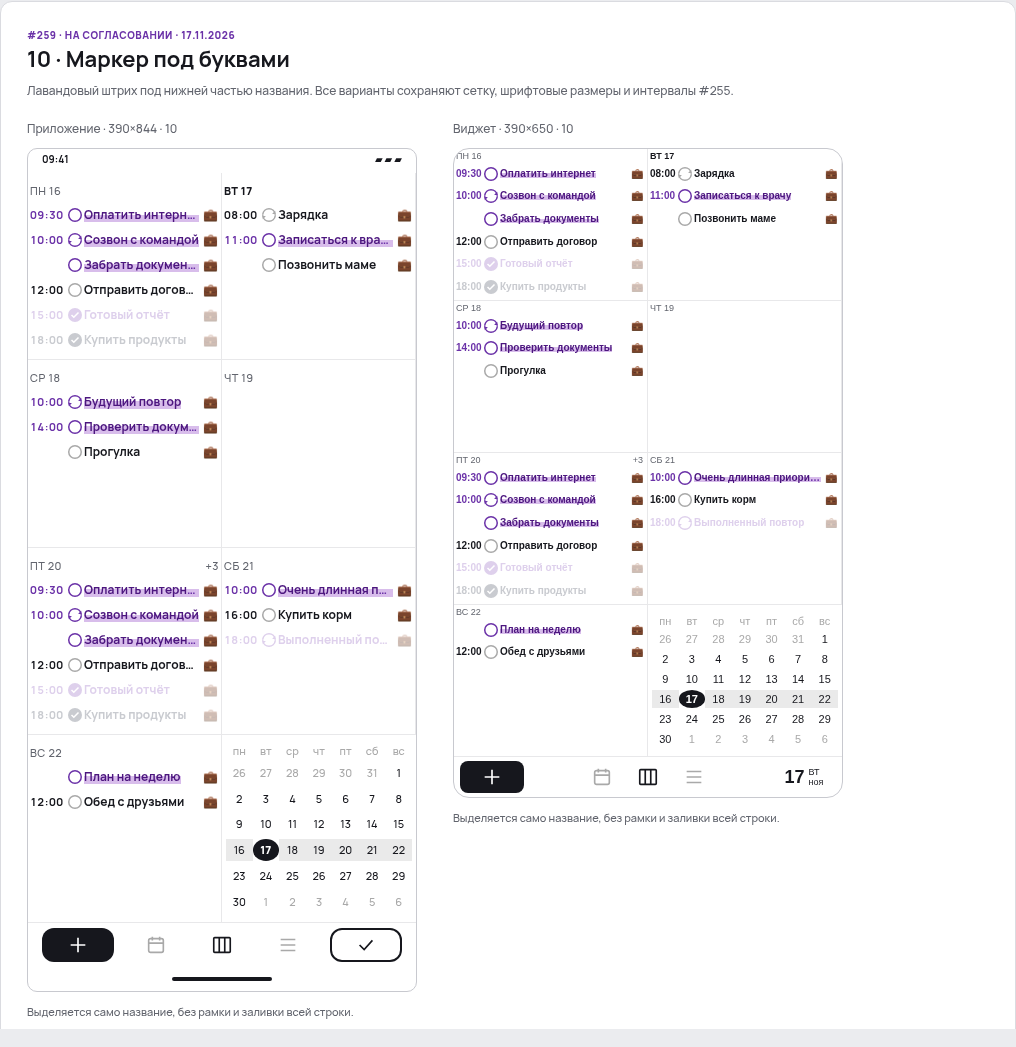 #259 · НА СОГЛАСОВАНИИ · 17.11.2026
10 · Маркер под буквами
Лавандовый штрих под нижней частью названия. Все варианты сохраняют сетку, шрифтовые размеры и интервалы #255.
Приложение · 390×844 · 10
09:41
ПН 16
09:30 Оплатить интерн…
10:00 Созвон с командой
Забрать докумен…
12:00 Отправить догов…
15:00 Готовый отчёт
18:00 Купить продукты
ВТ 17
08:00 Зарядка
11:00 Записаться к вра…
Позвонить маме
СР 18
10:00 Будущий повтор
14:00 Проверить докум…
Прогулка
ЧТ 19
ПТ 20 +3
09:30 Оплатить интерн…
10:00 Созвон с командой
Забрать докумен…
12:00 Отправить догов…
15:00 Готовый отчёт
18:00 Купить продукты
СБ 21
10:00 Очень длинная п…
16:00 Купить корм
18:00 Выполненный по…
ВС 22
План на неделю
12:00 Обед с друзьями
пн вт ср чт пт сб вс
26 27 28 29 30 31 1
2 3 4 5 6 7 8
9 10 11 12 13 14 15
16 17 18 19 20 21 22
23 24 25 26 27 28 29
30 1 2 3 4 5 6
Выделяется само название, без рамки и заливки всей строки.
Виджет · 390×650 · 10
ПН 16
09:30 Оплатить интернет
10:00 Созвон с командой
Забрать документы
12:00 Отправить договор
15:00 Готовый отчёт
18:00 Купить продукты
ВТ 17
08:00 Зарядка
11:00 Записаться к врачу
Позвонить маме
СР 18
10:00 Будущий повтор
14:00 Проверить документы
Прогулка
ЧТ 19
ПТ 20 +3
09:30 Оплатить интернет
10:00 Созвон с командой
Забрать документы
12:00 Отправить договор
15:00 Готовый отчёт
18:00 Купить продукты
СБ 21
10:00 Очень длинная приори…
16:00 Купить корм
18:00 Выполненный повтор
ВС 22
План на неделю
12:00 Обед с друзьями
пн вт ср чт пт сб вс
26 27 28 29 30 31 1
2 3 4 5 6 7 8
9 10 11 12 13 14 15
16 17 18 19 20 21 22
23 24 25 26 27 28 29
30 1 2 3 4 5 6
17 ВТ
ноя
Выделяется само название, без рамки и заливки всей строки.